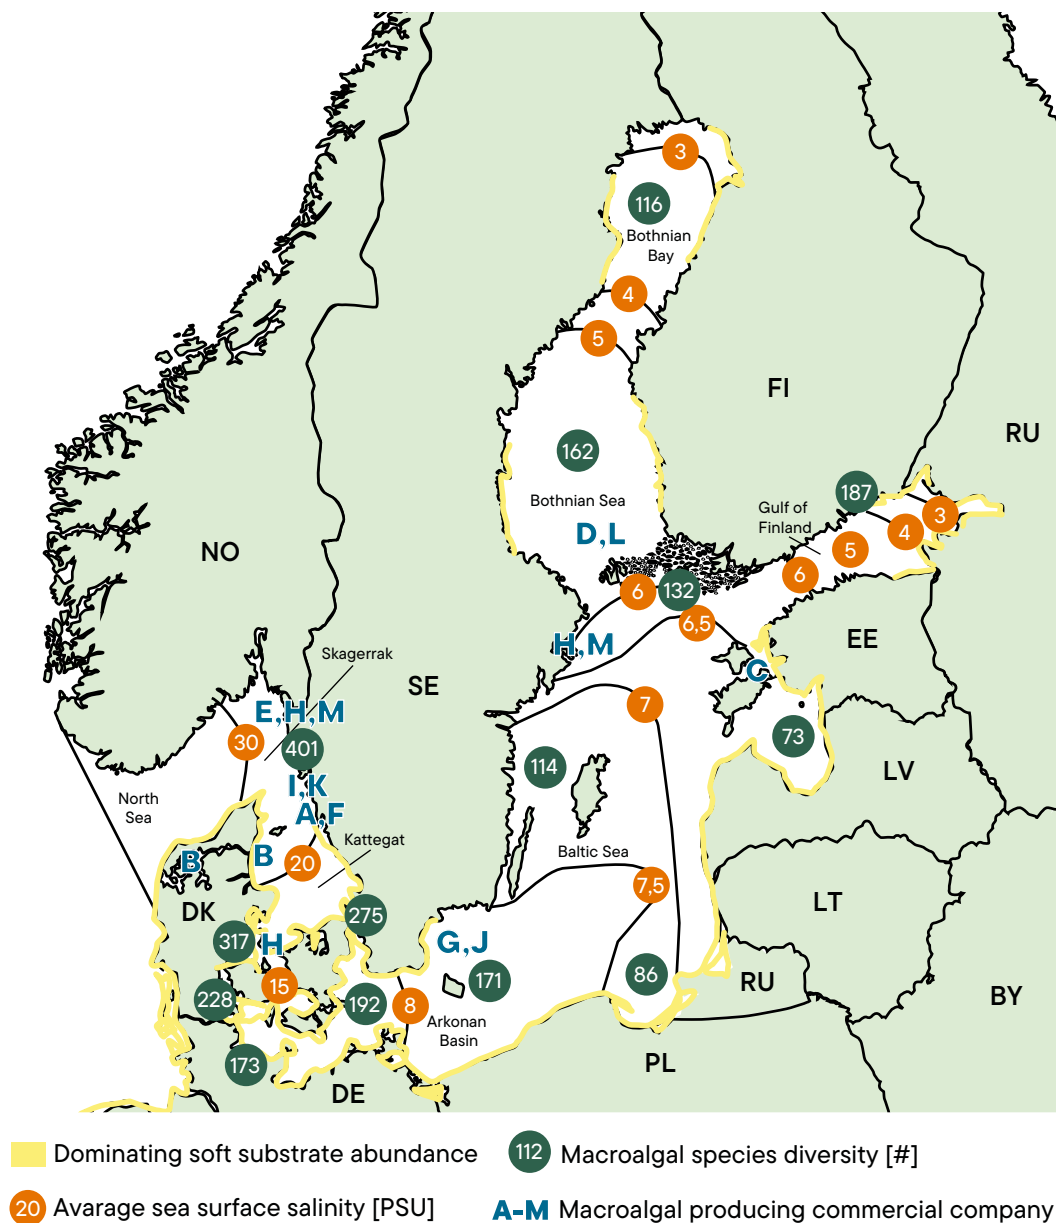 3
116
Bothnian
Bay
4
5
FI
RU
162
Bothnian Sea
D,L
187
Gulf of
Finland
3
4
5
6
NO
6
132
6,5
H,M
EE
C
Skagerrak
SE
E,H,M
30
401
7
73
114
LV
I,K
A,F
North
Sea
Kattegat
B
B
20
Baltic Sea
7,5
DK
LT
275
317
H
G,J
15
171
86
RU
228
192
8
BY
Arkonan
Basin
173
PL
DE
Dominating soft substrate abundance
112 Macroalgal species diversity [#]
20 Avarage sea surface salinity [PSU]
A-M Macroalgal producing commercial company